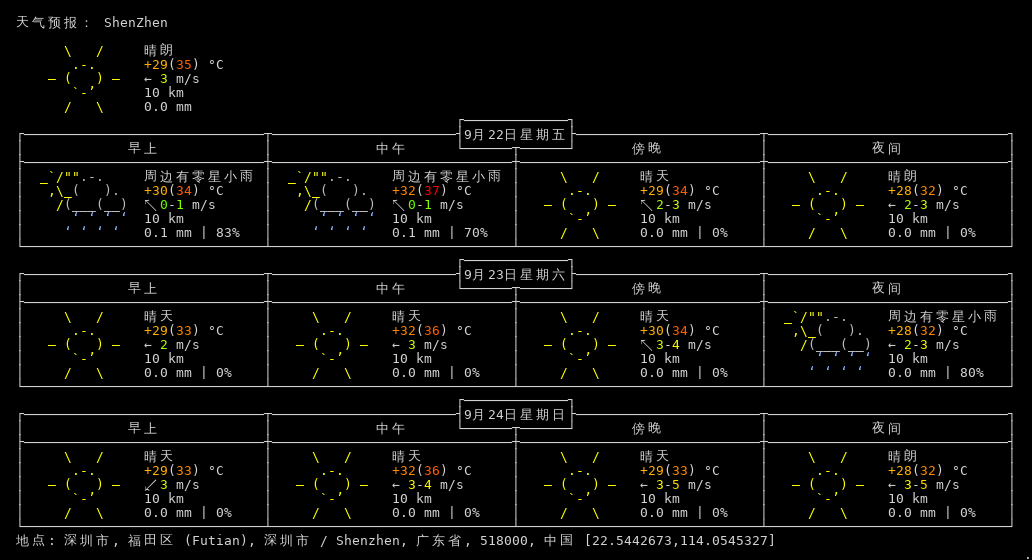 天气预报: ShenZhen
晴朗
+29(35) °C
← 3 m/s
10 km
0.0 mm
9月22日星期五
早上 中午 傍晚 夜间
周边有零星小雨 周边有零星小雨 晴天 晴朗
+30(34) °C +32(37) °C +29(34) °C +28(32) °C
↖ 0-1 m/s ↖ 0-1 m/s ↖ 2-3 m/s ← 2-3 m/s
10 km 10 km 10 km 10 km
0.1 mm | 83% 0.1 mm | 70% 0.0 mm | 0% 0.0 mm | 0%
9月23日星期六
早上 中午 傍晚 夜间
晴天 晴天 晴天 周边有零星小雨
+29(33) °C +32(36) °C +30(34) °C +28(32) °C
← 2 m/s ← 3 m/s ↖ 3-4 m/s ← 2-3 m/s
10 km 10 km 10 km 10 km
0.0 mm | 0% 0.0 mm | 0% 0.0 mm | 0% 0.0 mm | 80%
9月24日星期日
早上 中午 傍晚 夜间
晴天 晴天 晴天 晴朗
+29(33) °C +32(36) °C +29(33) °C +28(32) °C
↙ 3 m/s ← 3-4 m/s ← 3-5 m/s ← 3-5 m/s
10 km 10 km 10 km 10 km
0.0 mm | 0% 0.0 mm | 0% 0.0 mm | 0% 0.0 mm | 0%
地点: 深圳市, 福田区 (Futian), 深圳市 / Shenzhen, 广东省, 518000, 中国 [22.5442673,114.0545327]